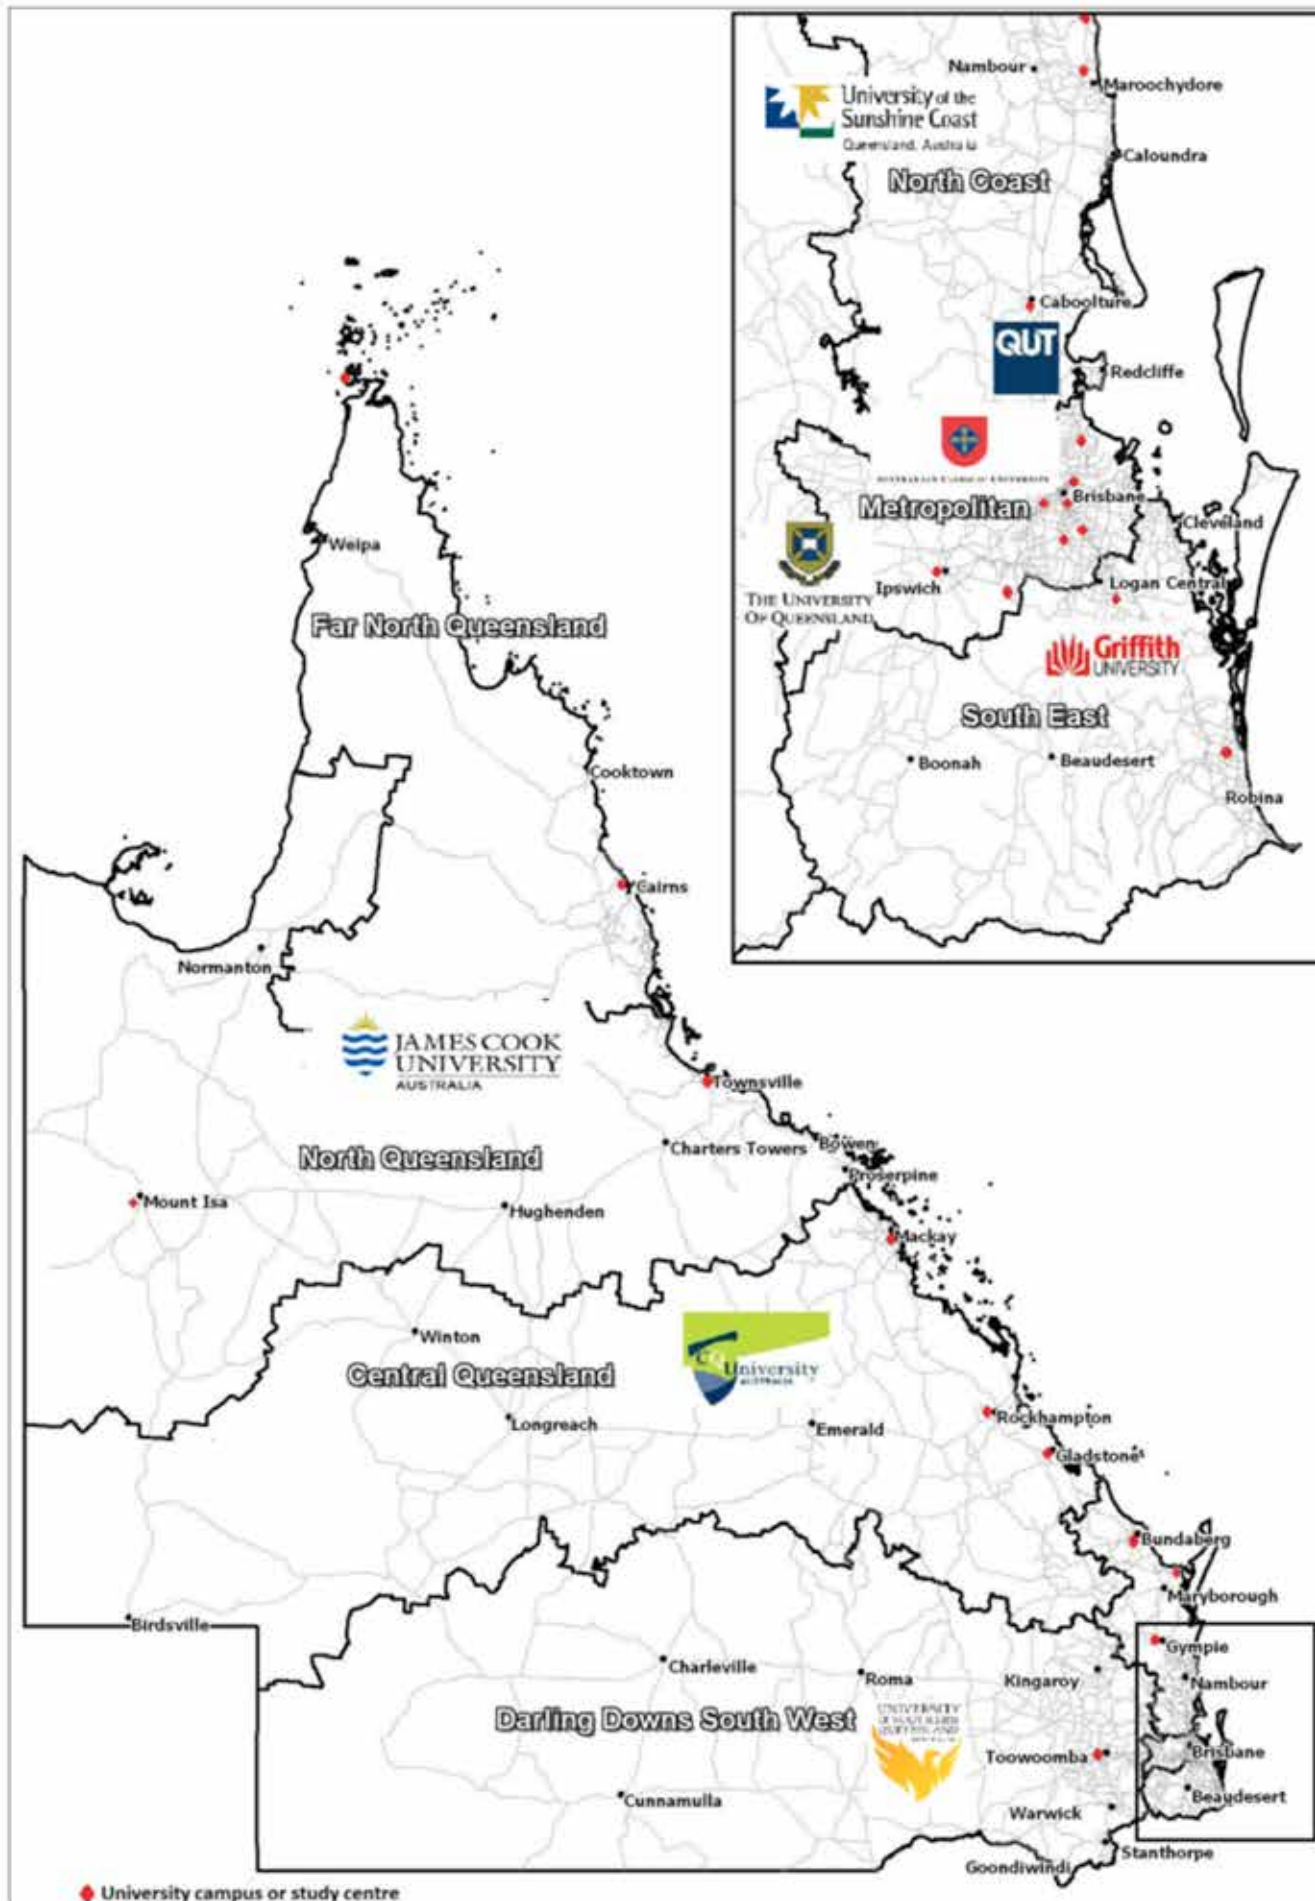 Nambour
Maroochydore
University of the
Sunshine Coast
Queensland, Australia
Caloundra
North Coast
Caboolture
QUT
Redcliffe
Brisbane
Metropolitan
Cleveland
Ipswich
Logan Central
THE UNIVERSITY
OF QUEENSLAND
Griffith
UNIVERSITY
South East
Boonah
Beaudesert
Robina
Weipa
Far North Queensland
Cooktown
Cairns
Normanton
JAMES COOK
UNIVERSITY
AUSTRALIA
Townsville
Charters Towers
Bowen
Proserpine
North Queensland
Mount Isa
Hughenden
Mackay
Winton
Central Queensland
CQ
University
AUSTRALIA
Longreach
Emerald
Rockhampton
Gladstone
Bundaberg
Maryborough
Birdsville
Gympie
Charleville
Roma
Kingaroy
Nambour
Darling Downs South West
UNIVERSITY
Toowoomba
Brisbane
Beaudesert
Cunnamulla
Warwick
Stanthorpe
Goondiwindi
University campus or study centre